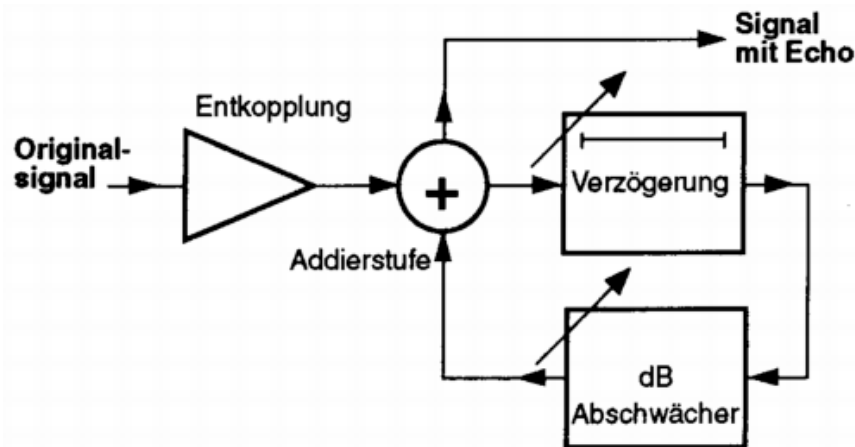 Signal
mit Echo
Entkopplung
Original-
signal
+
Verzögerung
Addierstufe
dB
Abschwächer